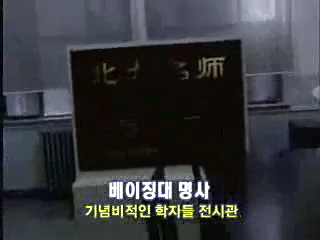 北大名师
베이징대 명사
기념비적인 학자들 전시관